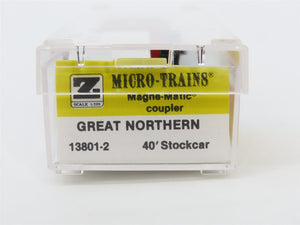 Z
SCALE 1:220
MICRO-TRAINS®
Magne-Matic®
coupler
GREAT NORTHERN
13801-2 40' Stockcar